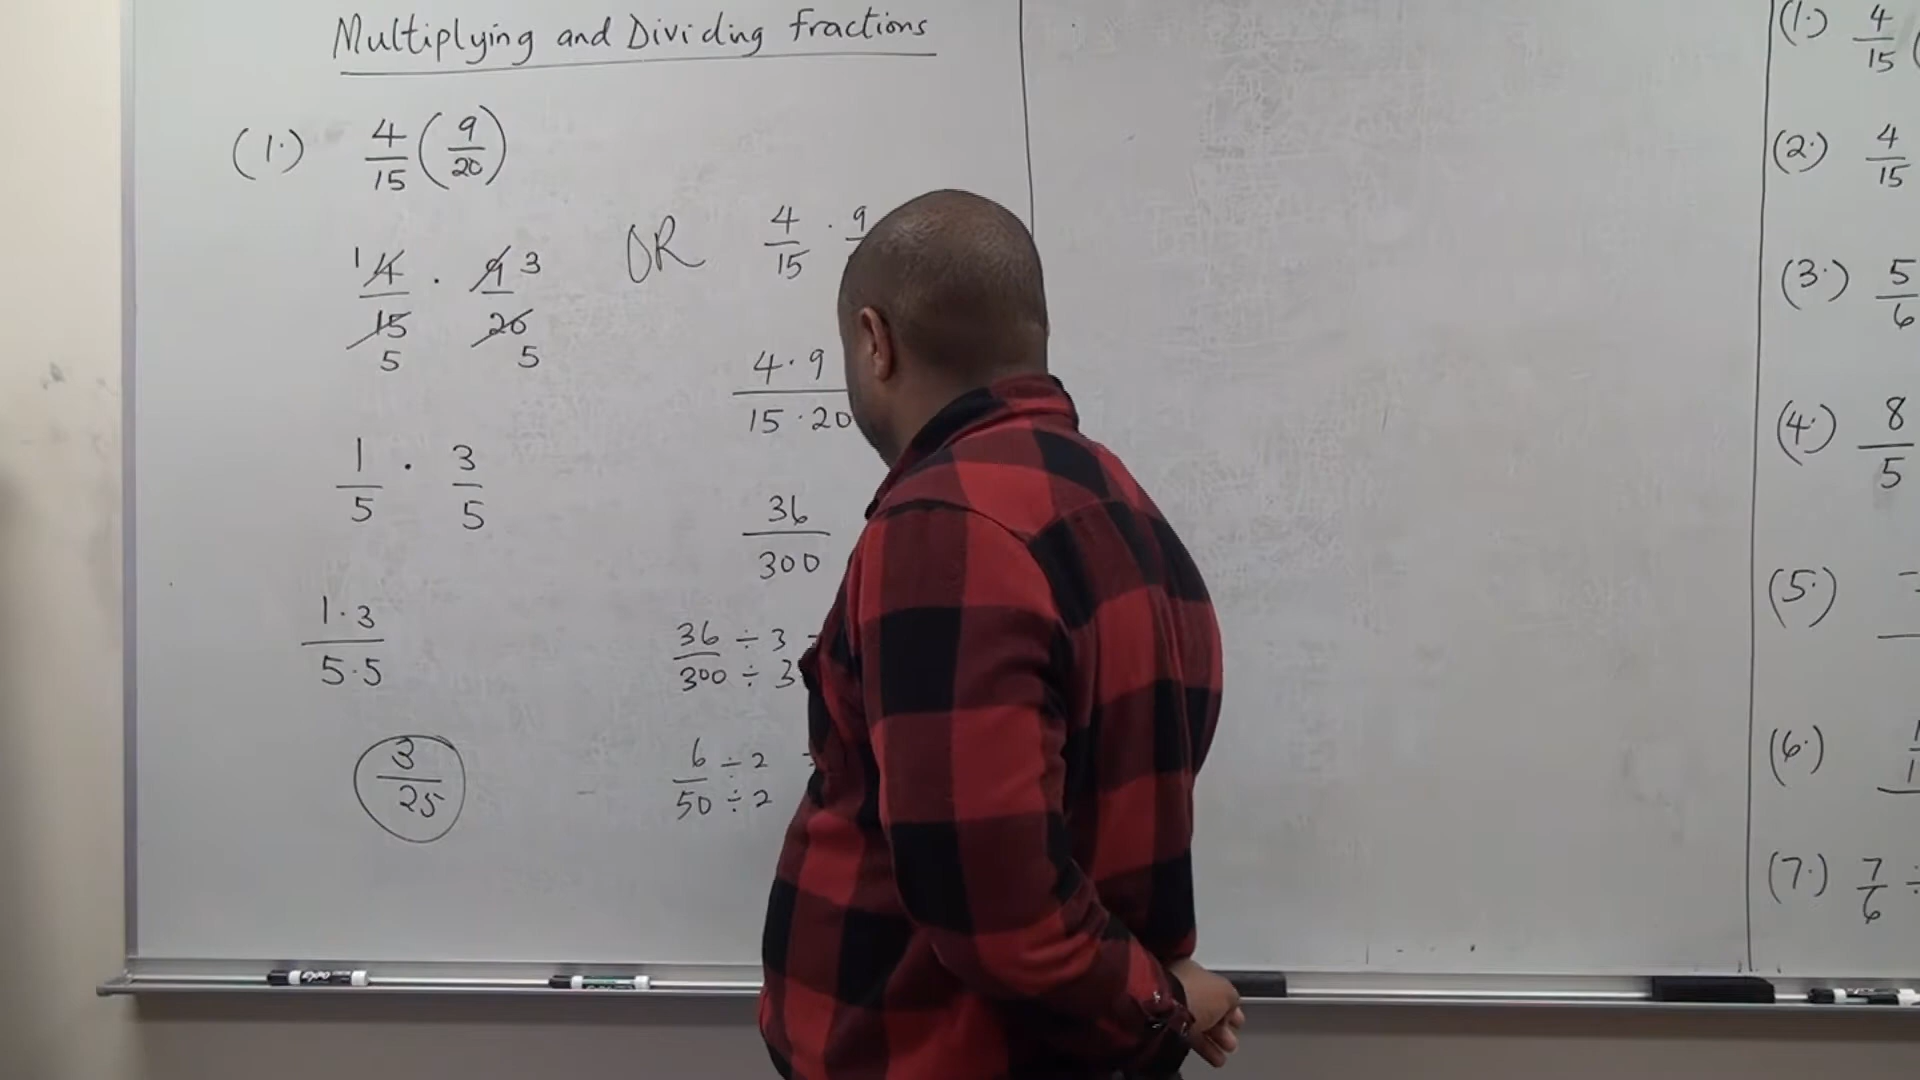 Multiplying and Dividing fractions
(1.) 4/15 (9/20)
1 4/15 5 · 9 3/20 5
1/5 · 3/5
1·3/5·5
3/25
OR
4/15 · 9
4·9/15·20
36/300
36 ÷ 3
300 ÷ 3
6 ÷ 2
50 ÷ 2
(1.) 4/15 (
(2.) 4/15
(3.) 5/6
(4.) 8/5
(5.)
(6.)
(7.) 7/6 ÷
EXPO